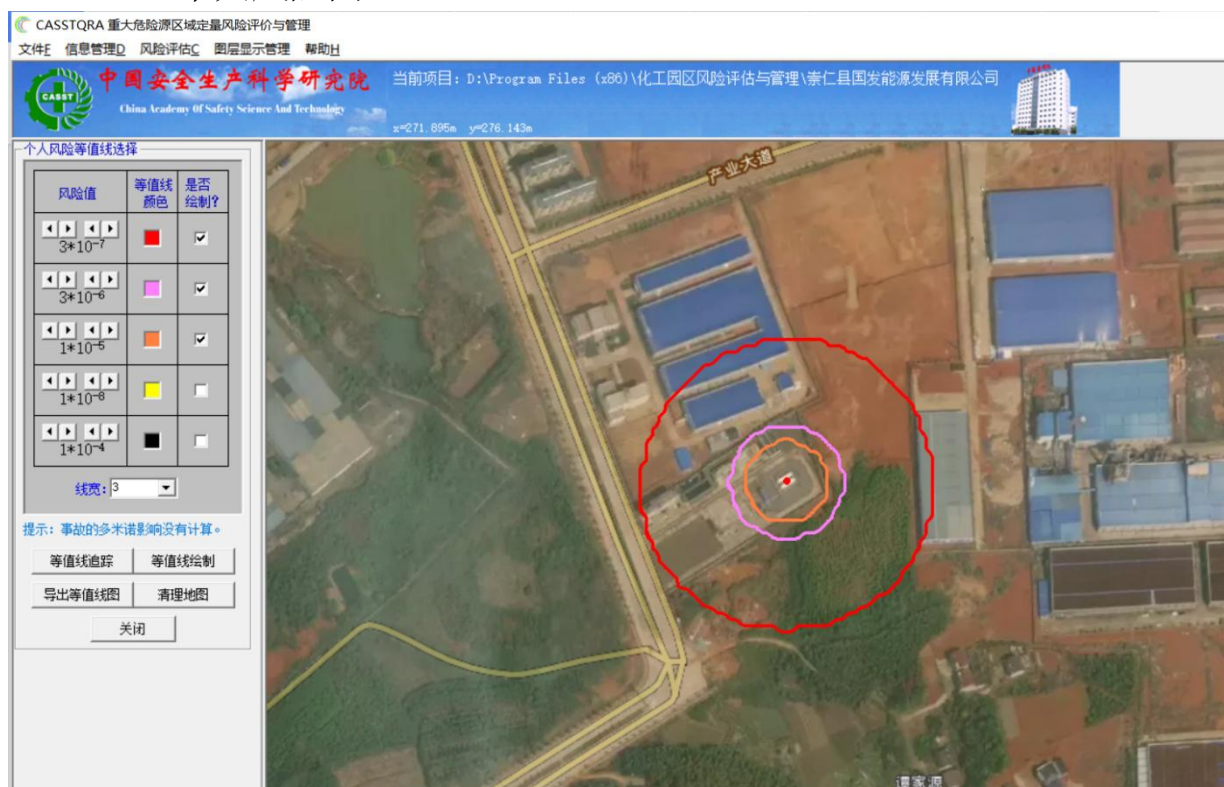 CASSTQRA 重大危险源区域定量风险评价与管理
文件F 信息管理D 风险评估C 图层显示管理 帮助H
CASST
中国安全生产科学研究院
China Academy Of Safety Science And Technology
当前项目：D:\Program Files (x86)\化工园区风险评估与管理\崇仁县国发能源发展有限公司
x=271.895m y=276.143m
个人风险等值线选择
风险值 等值线颜色 是否绘制?
3*10-7
3*10-6
1*10-5
1*10-8
1*10-4
线宽: 3
提示：事故的多米诺影响没有计算。
等值线追踪 等值线绘制
导出等值线图 清理地图
关闭
产业大道
谭家源